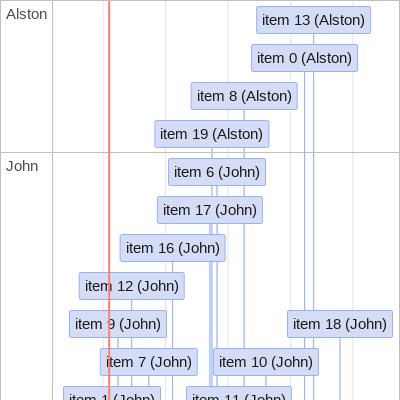 Alston
item 13 (Alston)
item 0 (Alston)
item 8 (Alston)
item 19 (Alston)
John
item 6 (John)
item 17 (John)
item 16 (John)
item 12 (John)
item 9 (John)
item 18 (John)
item 7 (John)
item 10 (John)
item 1 (John)
item 11 (John)